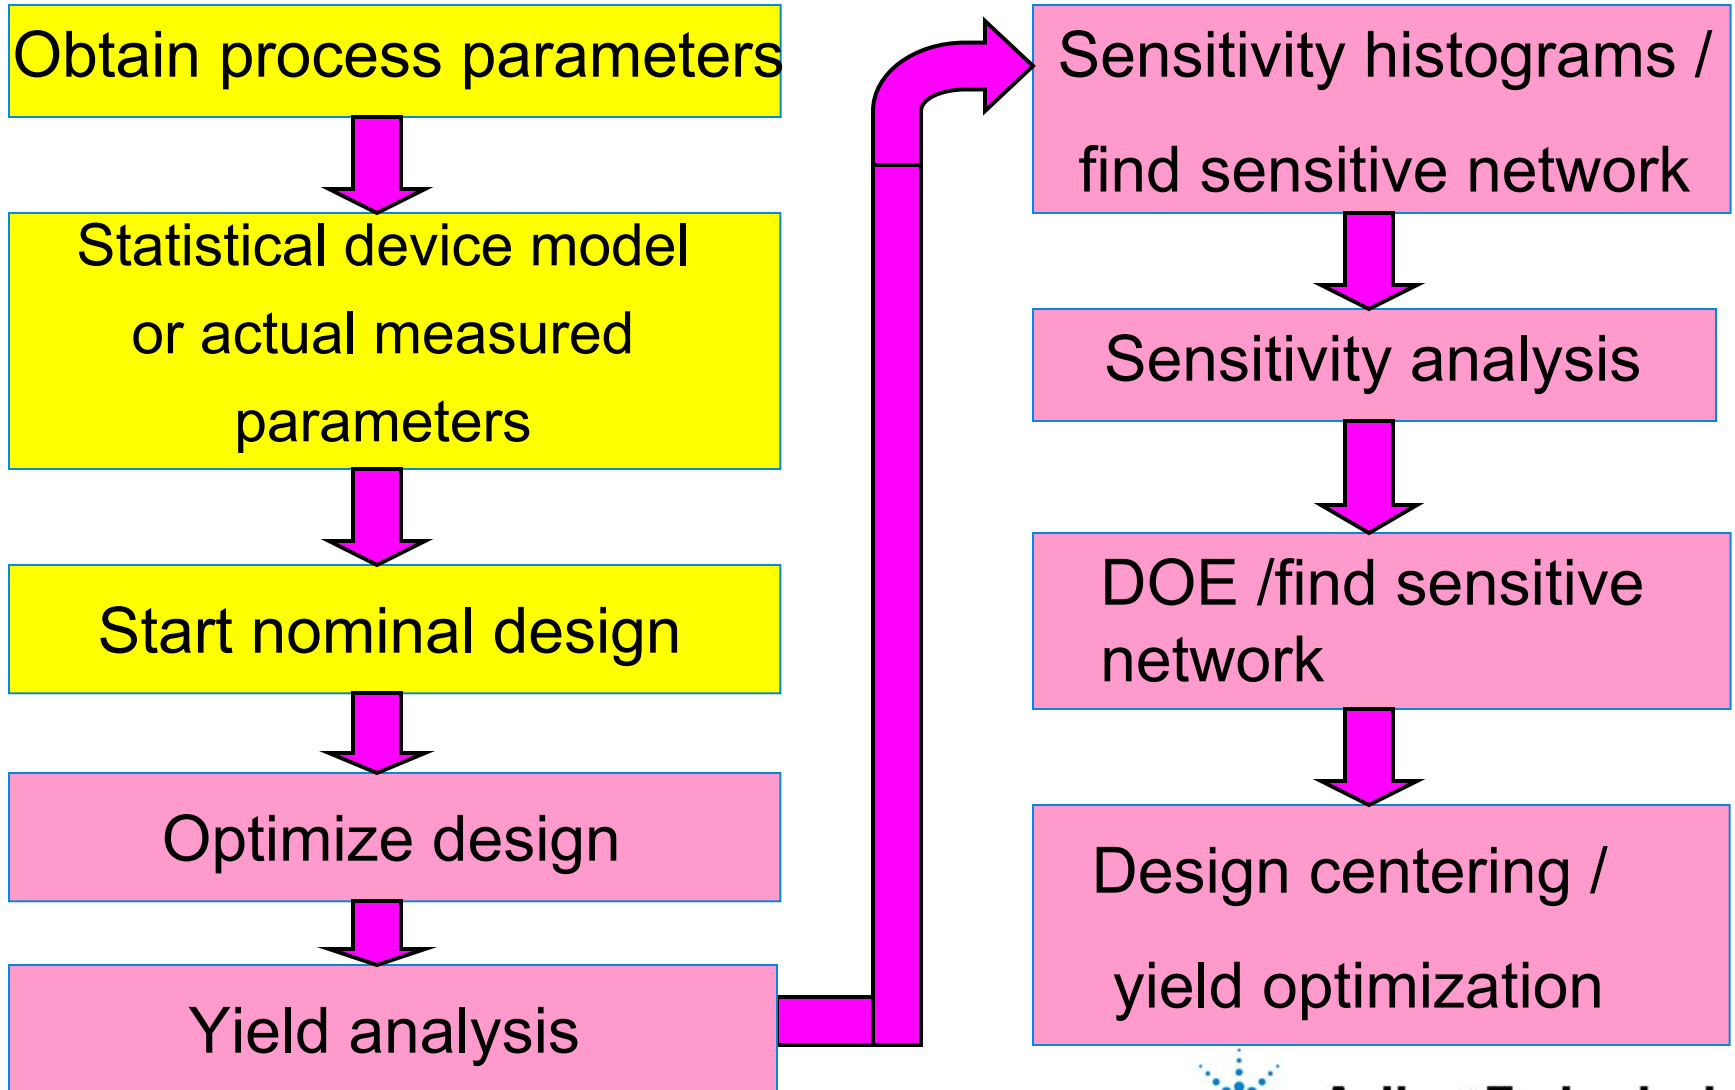 Obtain process parameters
Statistical device model
or actual measured
parameters
Start nominal design
Optimize design
Yield analysis
Sensitivity histograms /
find sensitive network
Sensitivity analysis
DOE /find sensitive
network
Design centering /
yield optimization